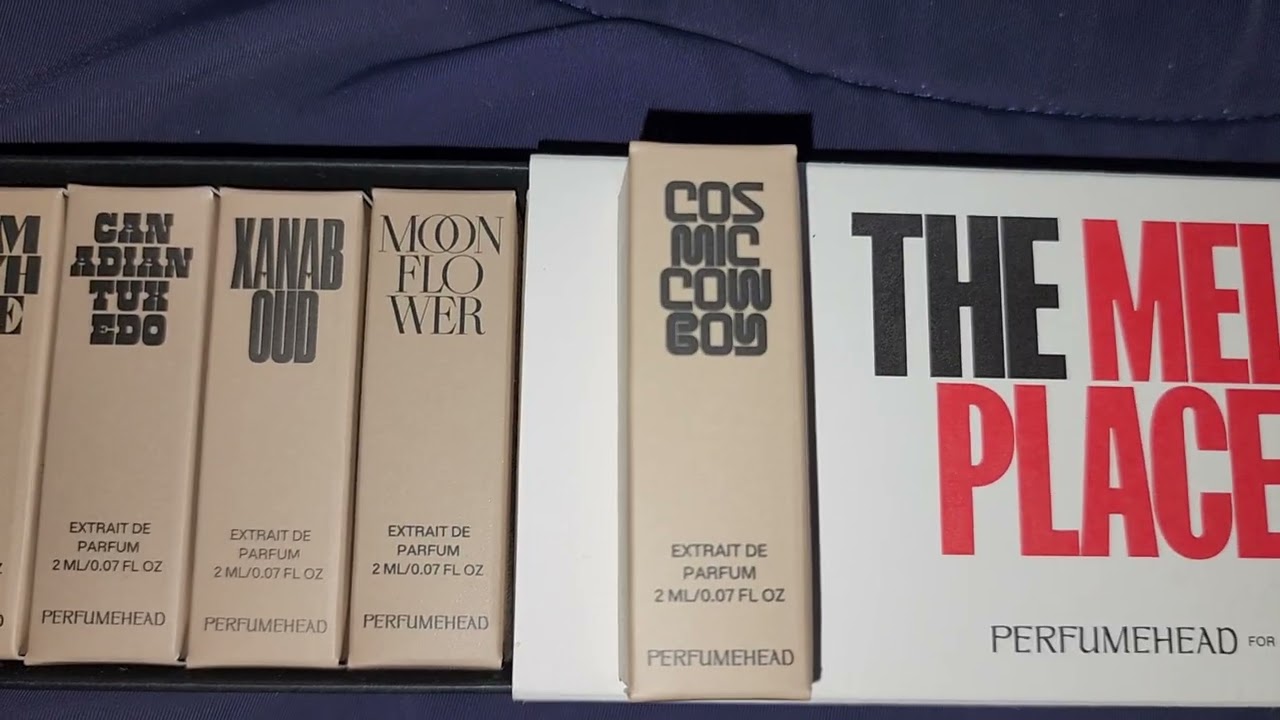 M
TH
E
CAN
ADIAN
TUX
EDO
EXTRAIT DE
PARFUM
2 ML/0.07 FL OZ
PERFUMEHEAD
XANAB
OUD
EXTRAIT DE
PARFUM
2 ML/0.07 FL OZ
PERFUMEHEAD
MOON
FLO
WER
EXTRAIT DE
PARFUM
2 ML/0.07 FL OZ
PERFUMEHEAD
COS
MIC
COW
BOY
EXTRAIT DE
PARFUM
2 ML/0.07 FL OZ
PERFUMEHEAD
THE MEL
PLACE
PERFUMEHEAD FOR